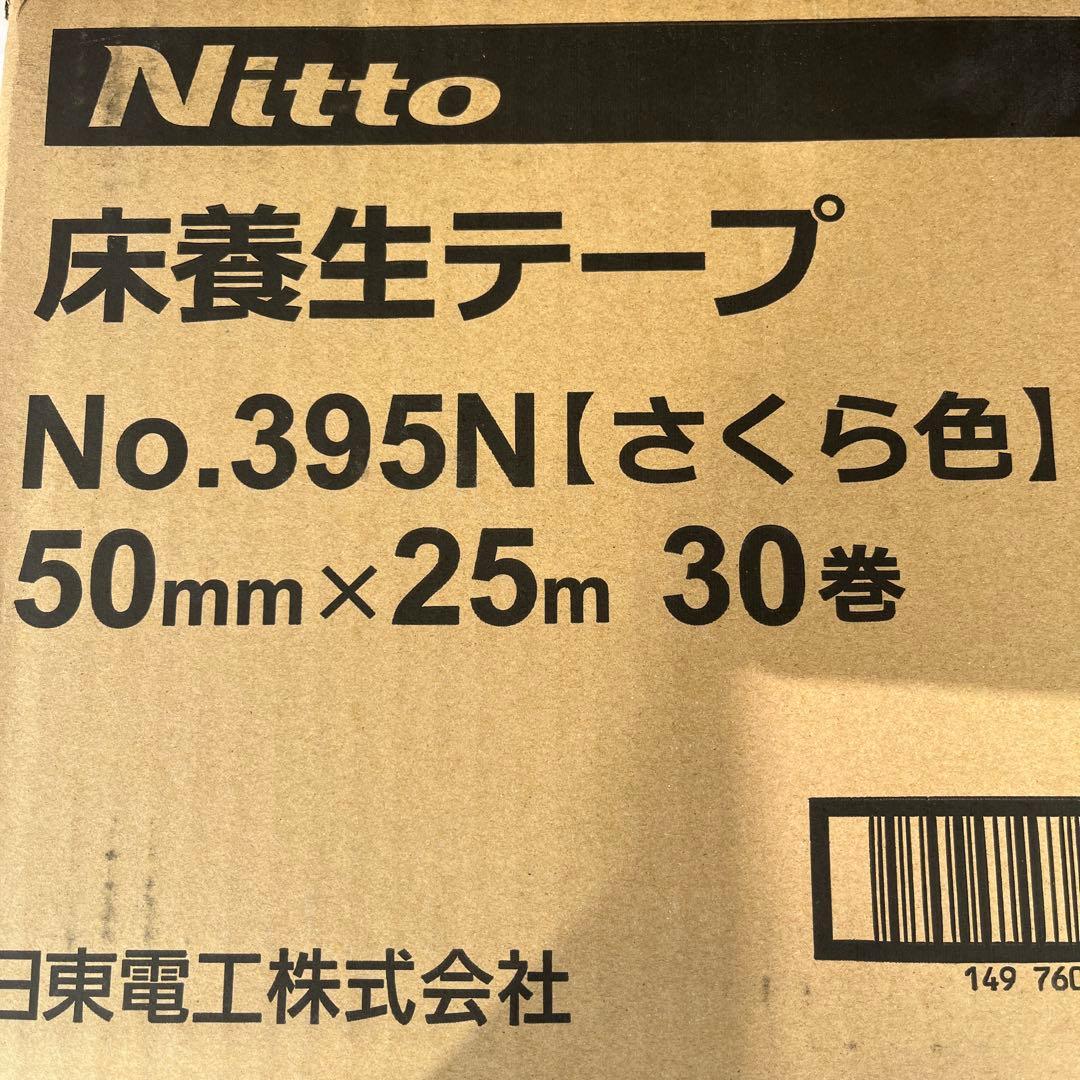 Nitto
床養生テープ
No.395N【さくら色】
50mm×25m 30巻
149 760
日東電工株式会社